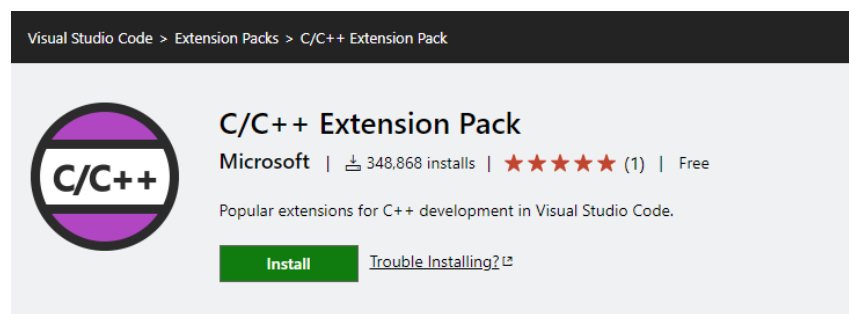 Visual Studio Code > Extension Packs > C/C++ Extension Pack
C/C++
C/C++ Extension Pack
Microsoft | 348,868 installs | ★★★★★ (1) | Free
Popular extensions for C++ development in Visual Studio Code.
Install Trouble Installing?